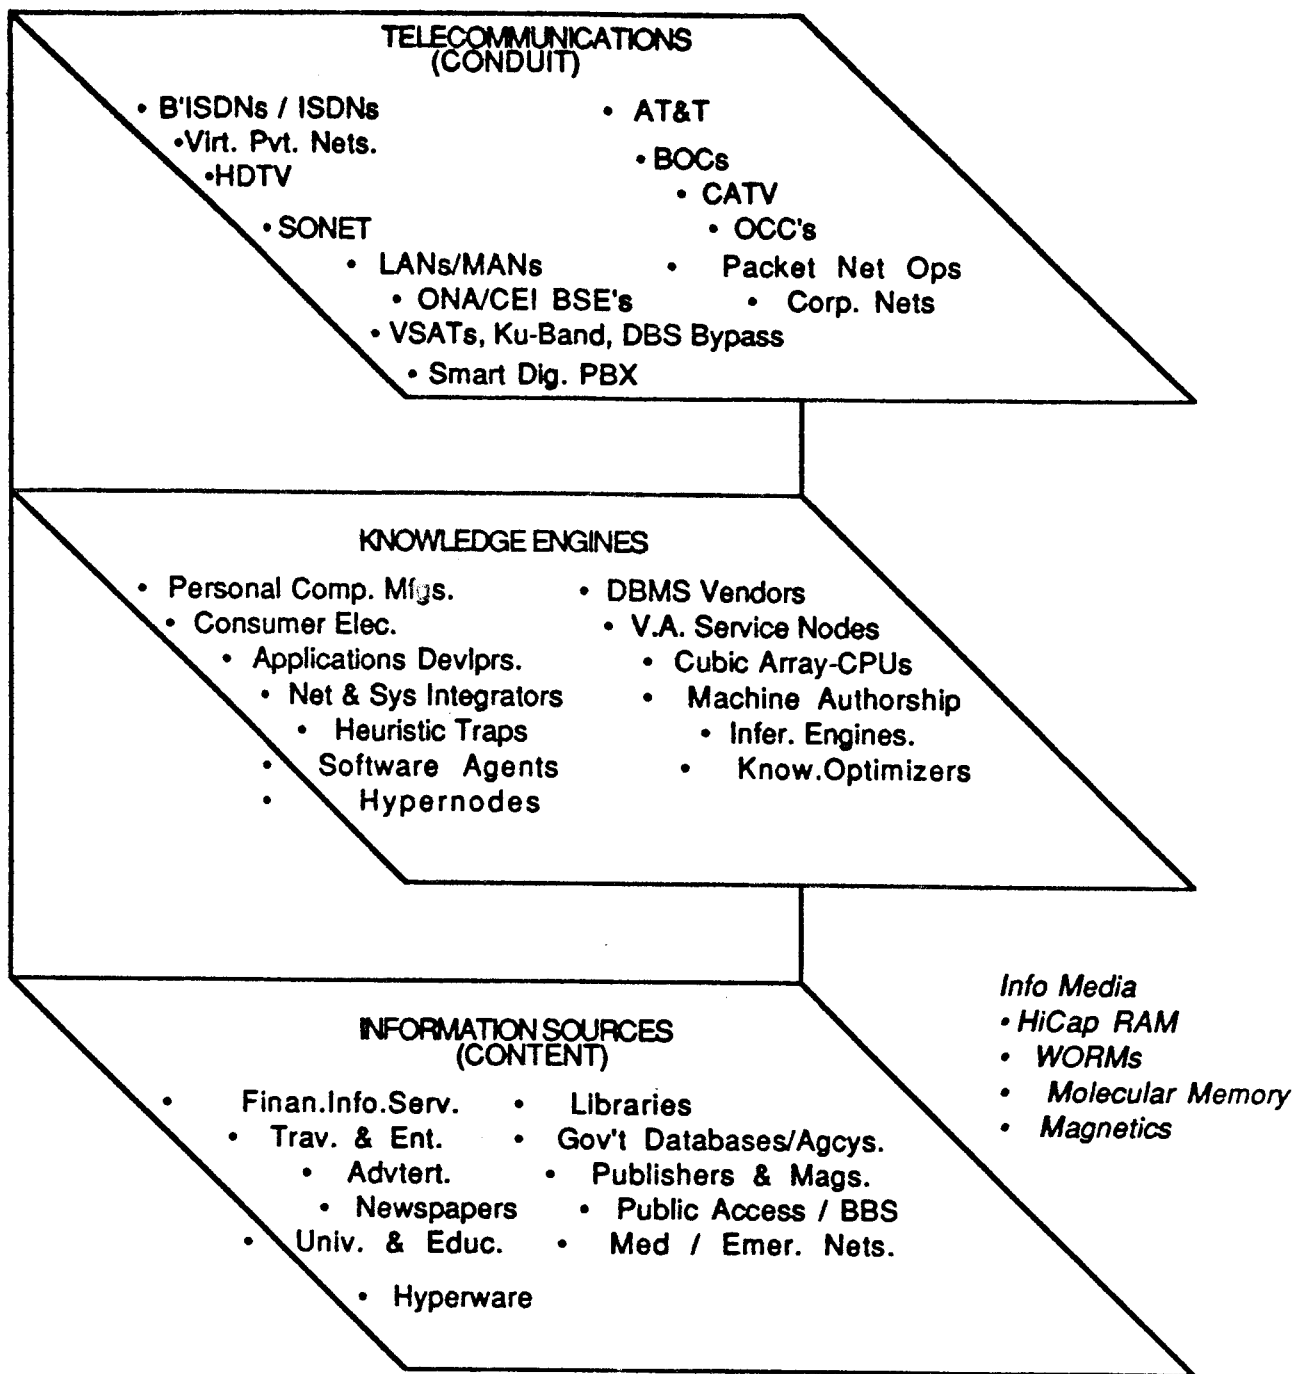 TELECOMMUNICATIONS
(CONDUIT)
• B'ISDNs / ISDNs
•Virt. Pvt. Nets.
•HDTV
•SONET
• LANs/MANs
• ONA/CEI BSE's
• VSATs, Ku-Band, DBS Bypass
• Smart Dig. PBX
• AT&T
• BOCs
• CATV
• OCC's
• Packet Net Ops
• Corp. Nets
KNOWLEDGE ENGINES
• Personal Comp. Mfgs.
• Consumer Elec.
• Applications Devlprs.
• Net & Sys Integrators
• Heuristic Traps
• Software Agents
• Hypernodes
• DBMS Vendors
• V.A. Service Nodes
• Cubic Array-CPUs
• Machine Authorship
• Infer. Engines.
• Know.Optimizers
INFORMATION SOURCES
(CONTENT)
• Finan.Info.Serv.
• Trav. & Ent.
• Advtert.
• Newspapers
• Univ. & Educ.
• Hyperware
• Libraries
• Gov't Databases/Agcys.
• Publishers & Mags.
• Public Access / BBS
• Med / Emer. Nets.
Info Media
• HiCap RAM
• WORMs
• Molecular Memory
• Magnetics